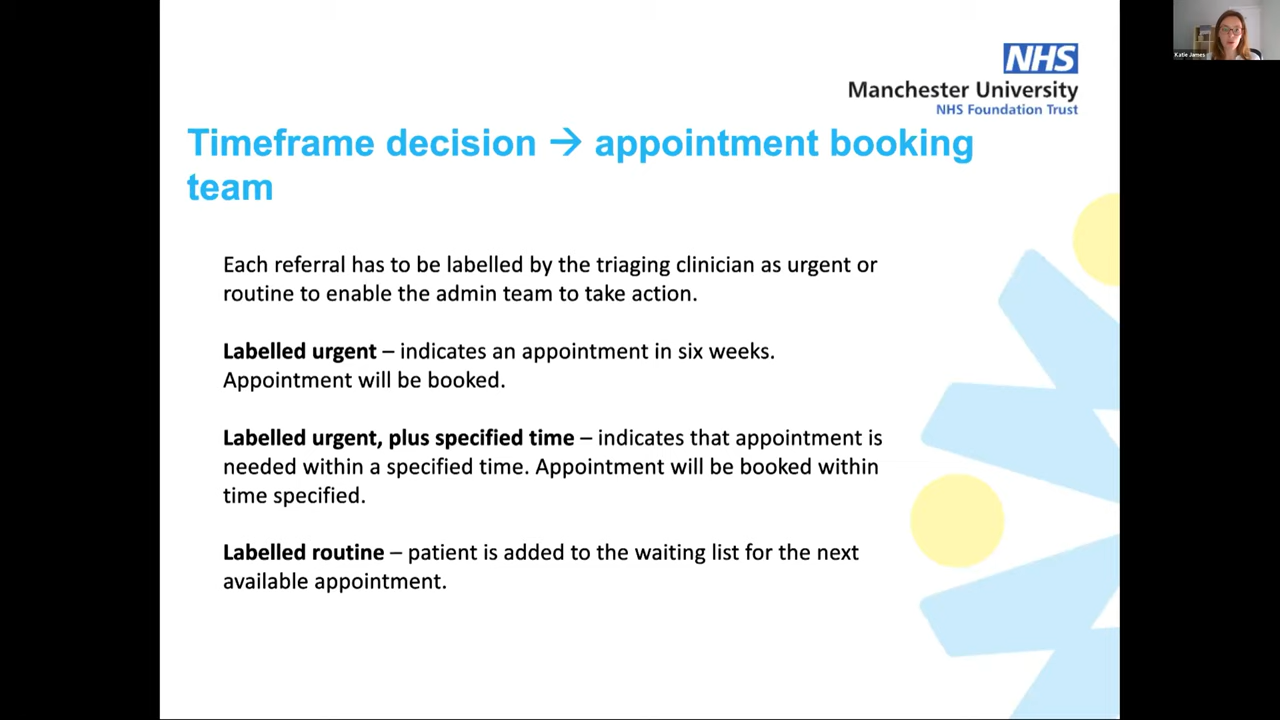 Katie James
NHS
Manchester University
NHS Foundation Trust
Timeframe decision → appointment booking
team
Each referral has to be labelled by the triaging clinician as urgent or
routine to enable the admin team to take action.
Labelled urgent – indicates an appointment in six weeks.
Appointment will be booked.
Labelled urgent, plus specified time – indicates that appointment is
needed within a specified time. Appointment will be booked within
time specified.
Labelled routine – patient is added to the waiting list for the next
available appointment.